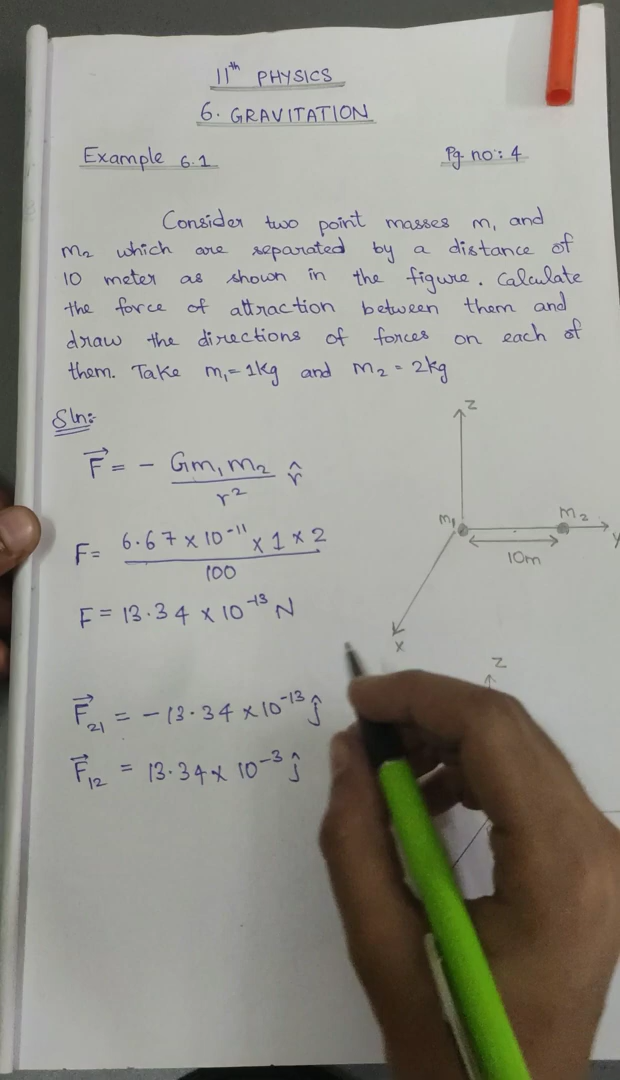 11th PHYSICS
6. GRAVITATION
Example 6.1
Pg no: 4
Consider two point masses m₁ and
m₂ which are separated by a distance of
10 meter as shown in the figure. Calculate
the force of attraction between them and
draw the directions of forces on each of
them. Take m₁=1kg and m₂=2kg
Sln:
F⃗ = - Gm₁m₂ / r² r̂
F = 6.67 × 10⁻¹¹ × 1 × 2 / 100
F = 13.34 × 10⁻¹³ N
F⃗₂₁ = -13.34 × 10⁻¹³ ĵ
F⃗₁₂ = 13.34 × 10⁻³ ĵ
z
m₁
m₂
y
10m
x
z